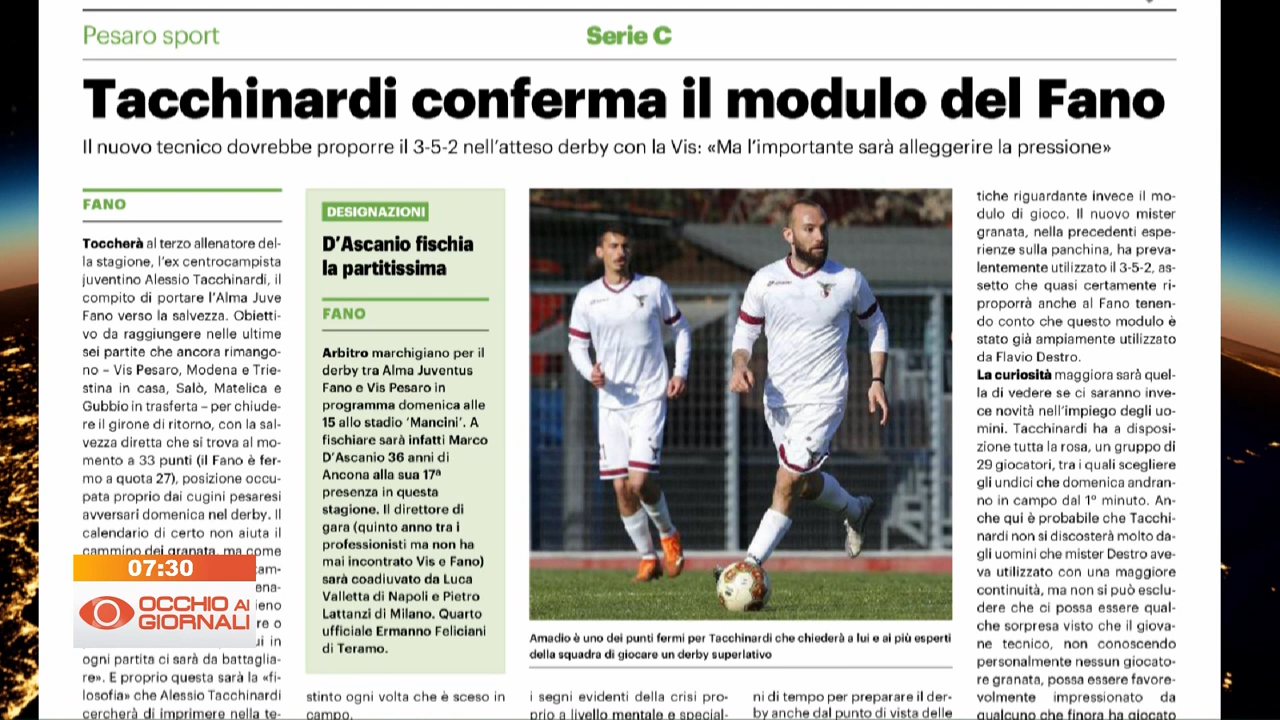 Pesaro sport
Serie C
Tacchinardi conferma il modulo del Fano
Il nuovo tecnico dovrebbe proporre il 3-5-2 nell'atteso derby con la Vis: «Ma l'importante sarà alleggerire la pressione»
FANO
Toccherà al terzo allenatore del-
la stagione, l'ex centrocampista
juventino Alessio Tacchinardi, il
compito di portare l'Alma Juve
Fano verso la salvezza. Obietti-
vo da raggiungere nelle ultime
sei partite che ancora rimango-
no – Vis Pesaro, Modena e Trie-
stina in casa, Salò, Matelica e
Gubbio in trasferta – per chiude-
re il girone di ritorno, con la sal-
vezza diretta che si trova al mo-
mento a 33 punti (il Fano è fer-
mo a quota 27), posizione occu-
pata proprio dai cugini pesaresi
avversari domenica nel derby. Il
calendario di certo non aiuta il
cammino dei granata, ma come
ogni partita ci sarà da battaglia-
re». E proprio questa sarà la «fi-
losofia» che Alessio Tacchinardi
cercherà di imprimere nella te-
07:30
OCCHIO AI
GIORNALI
DESIGNAZIONI
D'Ascanio fischia
la partitissima
FANO
Arbitro marchigiano per il
derby tra Alma Juventus
Fano e Vis Pesaro in
programma domenica alle
15 allo stadio 'Mancini'. A
fischiare sarà infatti Marco
D'Ascanio 36 anni di
Ancona alla sua 17ª
presenza in questa
stagione. Il direttore di
gara (quinto anno tra i
professionisti ma non ha
mai incontrato Vis e Fano)
sarà coadiuvato da Luca
Valletta di Napoli e Pietro
Lattanzi di Milano. Quarto
ufficiale Ermanno Feliciani
di Teramo.
stinto ogni volta che è sceso in
campo.
Amadio è uno dei punti fermi per Tacchinardi che chiederà a lui e ai più esperti
della squadra di giocare un derby superlativo
i segni evidenti della crisi pro-
prio a livello mentale e special-
ni di tempo per preparare il der-
by anche dal punto di vista delle
tiche riguardante invece il mo-
dulo di gioco. Il nuovo mister
granata, nella precedenti espe-
rienze sulla panchina, ha preva-
lentemente utilizzato il 3-5-2, as-
setto che quasi certamente ri-
proporrà anche al Fano tenen-
do conto che questo modulo è
stato già ampiamente utilizzato
da Flavio Destro.
La curiosità maggiora sarà quel-
la di vedere se ci saranno inve-
ce novità nell'impiego degli uo-
mini. Tacchinardi ha a disposi-
zione tutta la rosa, un gruppo di
29 giocatori, tra i quali scegliere
gli undici che domenica andran-
no in campo dal 1° minuto. An-
che qui è probabile che Tacchi-
nardi non si discosterà molto da-
gli uomini che mister Destro ave-
va utilizzato con una maggiore
continuità, ma non si può esclu-
dere che ci possa essere qual-
che sorpresa visto che il giova-
ne tecnico, non conoscendo
personalmente nessun giocato-
re granata, possa essere favore-
volmente impressionato da
qualcuno che finora ha giocato